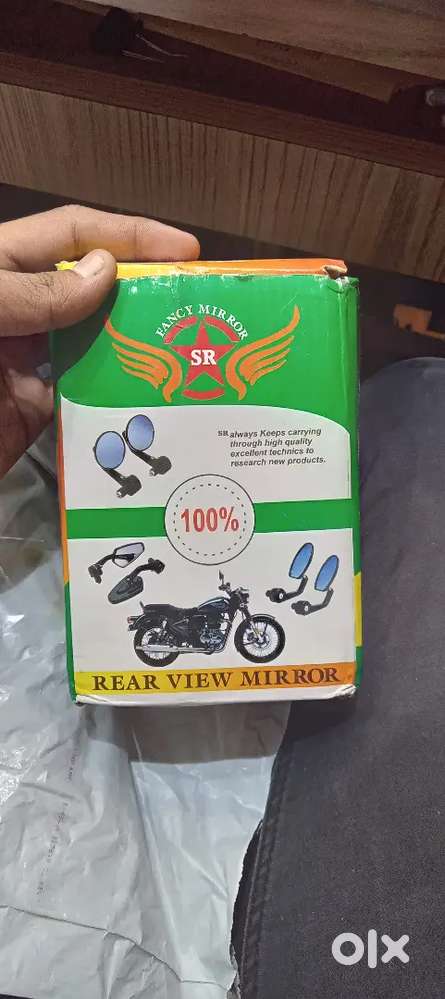 FANCY MIRROR
SR
SR always Keeps carrying
through high quality
excellent technics to
research new products.
100%
REAR VIEW MIRROR
olx